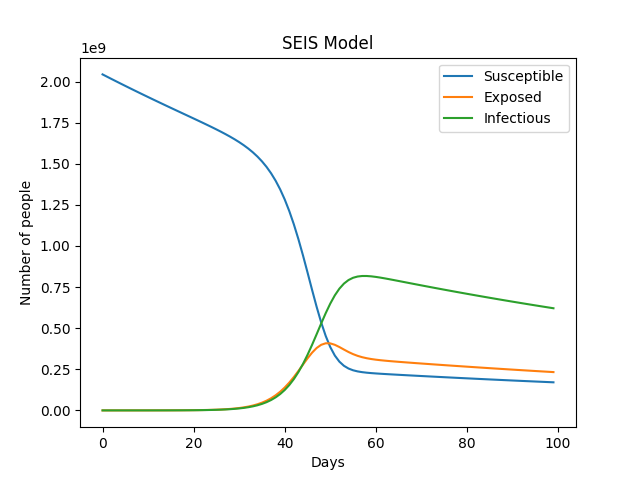 SEIS Model
1e9
2.00
1.75
1.50
1.25
1.00
0.75
0.50
0.25
0.00
Number of people
Susceptible
Exposed
Infectious
0 20 40 60 80 100
Days